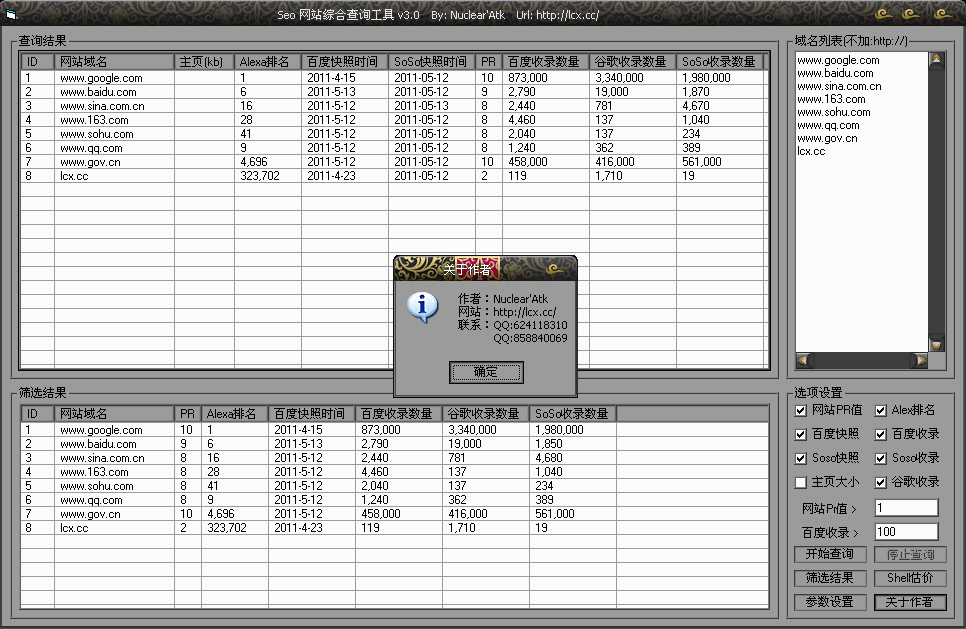 Seo 网站综合查询工具 v3.0 By: Nuclear'Atk Url: http://lcx.cc/
查询结果
ID 网站域名 主页(kb) Alexa排名 百度快照时间 SoSo快照时间 PR 百度收录数量 谷歌收录数量 SoSo收录数量
1 www.google.com 1 2011-4-15 2011-05-12 10 873,000 3,340,000 1,980,000
2 www.baidu.com 6 2011-5-13 2011-05-13 9 2,790 19,000 1,870
3 www.sina.com.cn 16 2011-5-12 2011-05-13 8 2,440 781 4,670
4 www.163.com 28 2011-5-12 2011-05-12 8 4,460 137 1,040
5 www.sohu.com 41 2011-5-12 2011-05-12 8 2,040 137 234
6 www.qq.com 9 2011-5-12 2011-05-12 8 1,240 362 389
7 www.gov.cn 4,696 2011-5-12 2011-05-12 10 458,000 416,000 561,000
8 lcx.cc 323,702 2011-4-23 2011-05-12 2 119 1,710 19
域名列表(不加:http://)
www.google.com
www.baidu.com
www.sina.com.cn
www.163.com
www.sohu.com
www.qq.com
www.gov.cn
lcx.cc
关于作者
作者：Nuclear'Atk
网站：http://lcx.cc/
联系：QQ:624118310
QQ:858840069
确定
筛选结果
ID 网站域名 PR Alexa排名 百度快照时间 百度收录数量 谷歌收录数量 SoSo收录数量
1 www.google.com 10 1 2011-4-15 873,000 3,340,000 1,980,000
2 www.baidu.com 9 6 2011-5-13 2,790 19,000 1,850
3 www.sina.com.cn 8 16 2011-5-12 2,440 781 4,680
4 www.163.com 8 28 2011-5-12 4,460 137 1,040
5 www.sohu.com 8 41 2011-5-12 2,040 137 234
6 www.qq.com 8 9 2011-5-12 1,240 362 389
7 www.gov.cn 10 4,696 2011-5-12 458,000 416,000 561,000
8 lcx.cc 2 323,702 2011-4-23 119 1,710 19
选项设置
网站PR值 Alex排名
百度快照 百度收录
Soso快照 Soso收录
主页大小 谷歌收录
网站Pr值 > 1
百度收录 > 100
开始查询 停止查询
筛选结果 Shell估价
参数设置 关于作者